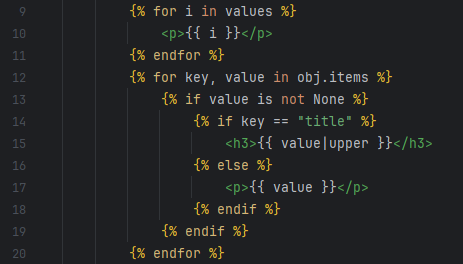 9 {% for i in values %}
10 <p>{{ i }}</p>
11 {% endfor %}
12 {% for key, value in obj.items %}
13 {% if value is not None %}
14 {% if key == "title" %}
15 <h3>{{ value|upper }}</h3>
16 {% else %}
17 <p>{{ value }}</p>
18 {% endif %}
19 {% endif %}
20 {% endfor %}